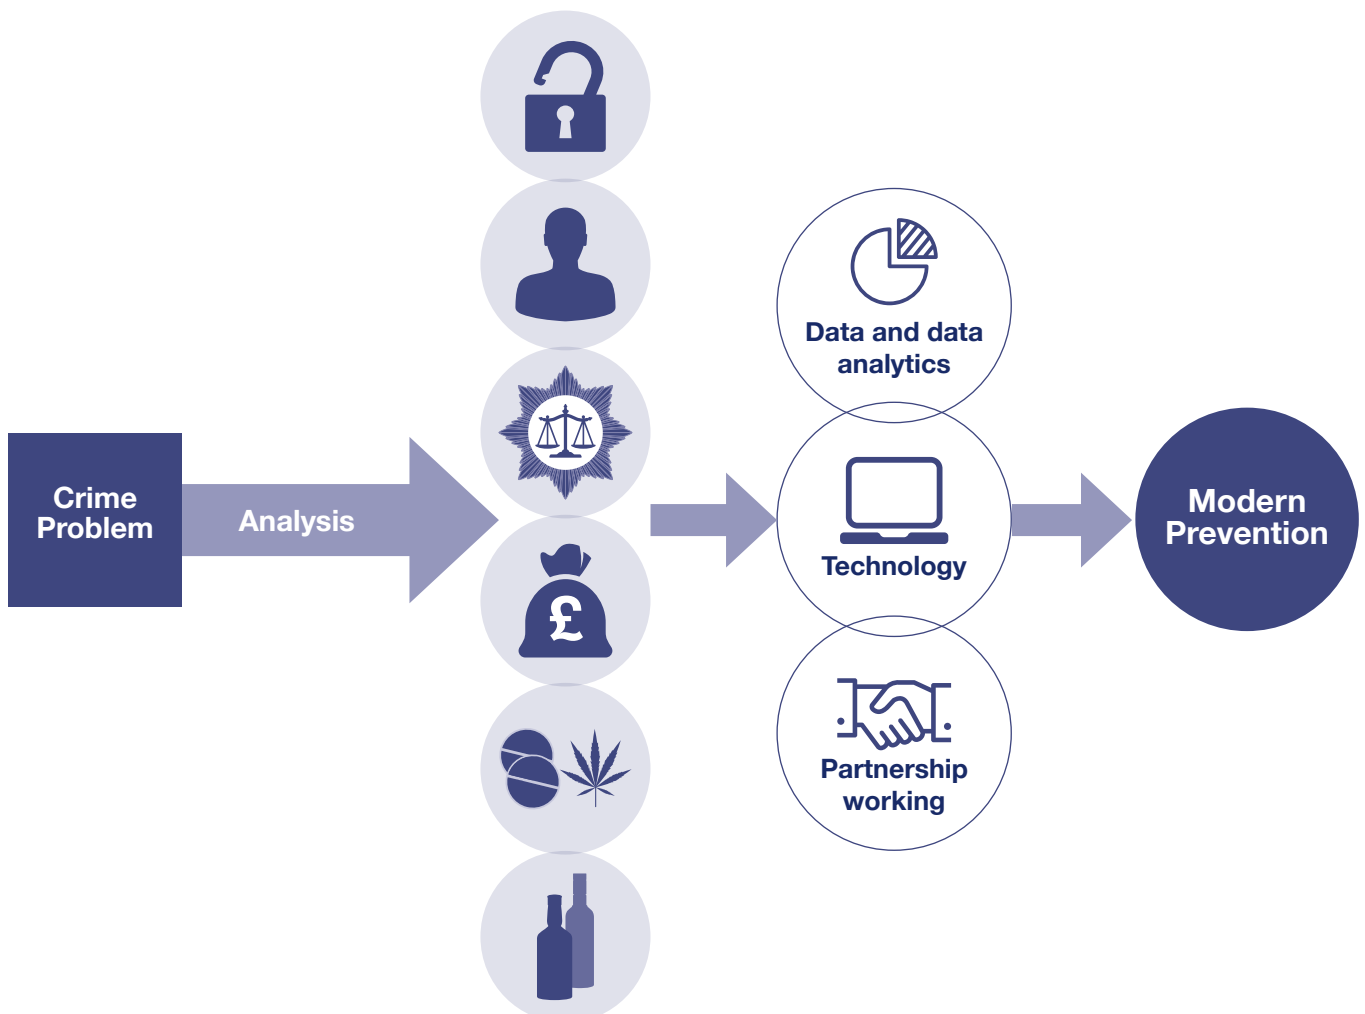 Crime
Problem
Analysis
£
Data and data
analytics
Technology
Partnership
working
Modern
Prevention